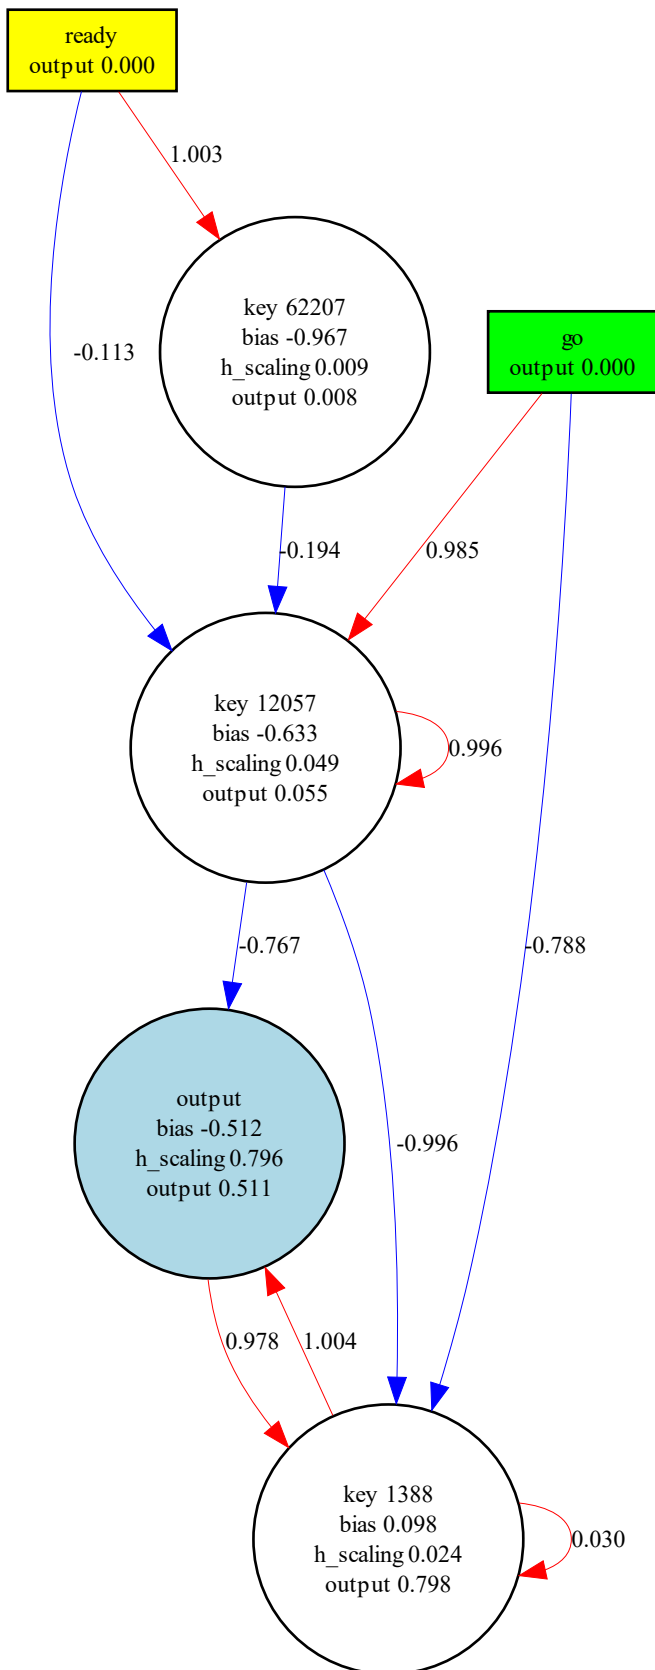 ready
output 0.000
1.003
-0.113
key 62207
bias -0.967
h_scaling 0.009
output 0.008
go
output 0.000
-0.194
0.985
key 12057
bias -0.633
h_scaling 0.049
output 0.055
0.996
-0.767
-0.788
output
bias -0.512
h_scaling 0.796
output 0.511
-0.996
0.978
1.004
key 1388
bias 0.098
h_scaling 0.024
output 0.798
0.030